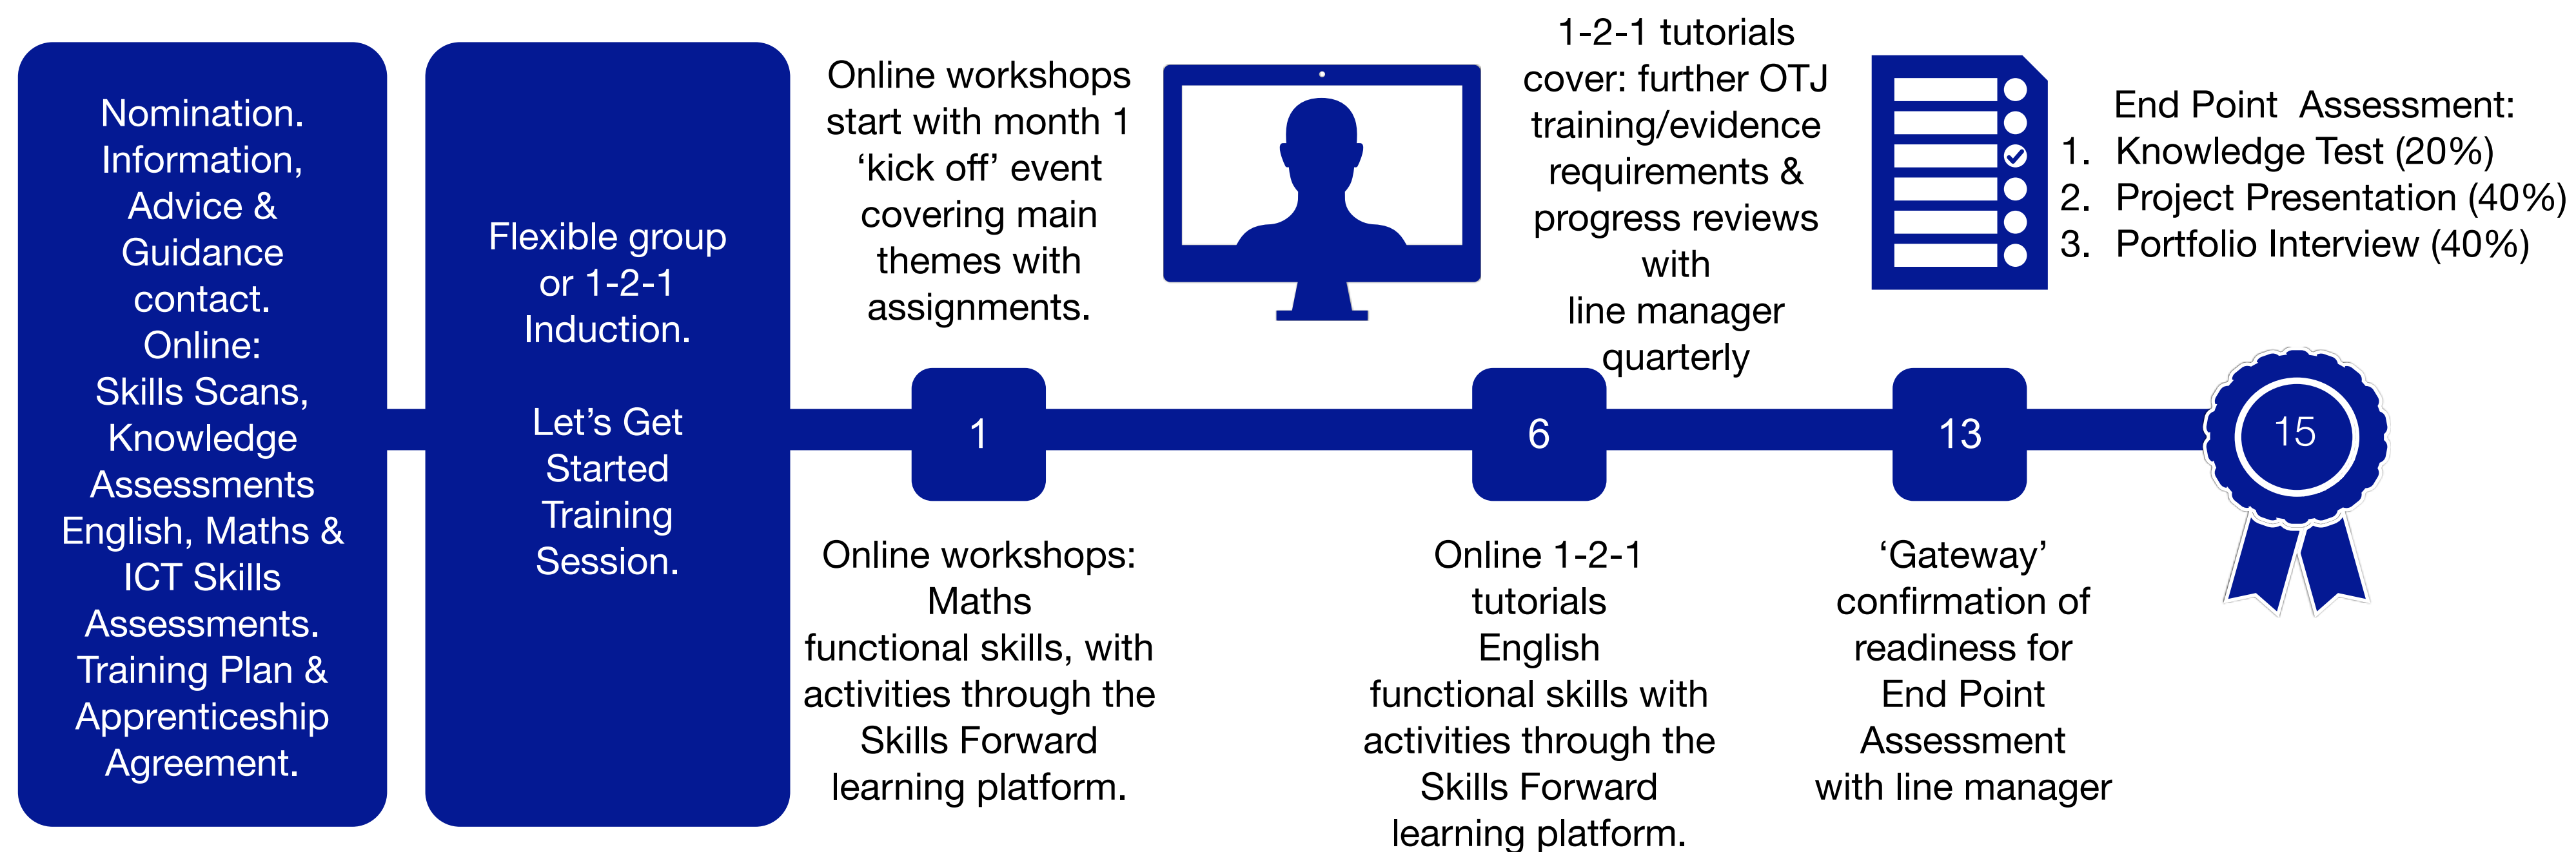 Nomination.
Information,
Advice &
Guidance
contact.
Online:
Skills Scans,
Knowledge
Assessments
English, Maths &
ICT Skills
Assessments.
Training Plan &
Apprenticeship
Agreement.
Flexible group
or 1-2-1
Induction.
Let’s Get
Started
Training
Session.
Online workshops
start with month 1
‘kick off’ event
covering main
themes with
assignments.
1
Online workshops:
Maths
functional skills, with
activities through the
Skills Forward
learning platform.
1-2-1 tutorials
cover: further OTJ
training/evidence
requirements &
progress reviews
with
line manager
quarterly
6
Online 1-2-1
tutorials
English
functional skills with
activities through the
Skills Forward
learning platform.
End Point  Assessment:
1. Knowledge Test (20%)
2. Project Presentation (40%)
3. Portfolio Interview (40%)
13
‘Gateway’
confirmation of
readiness for
End Point
Assessment
with line manager
15